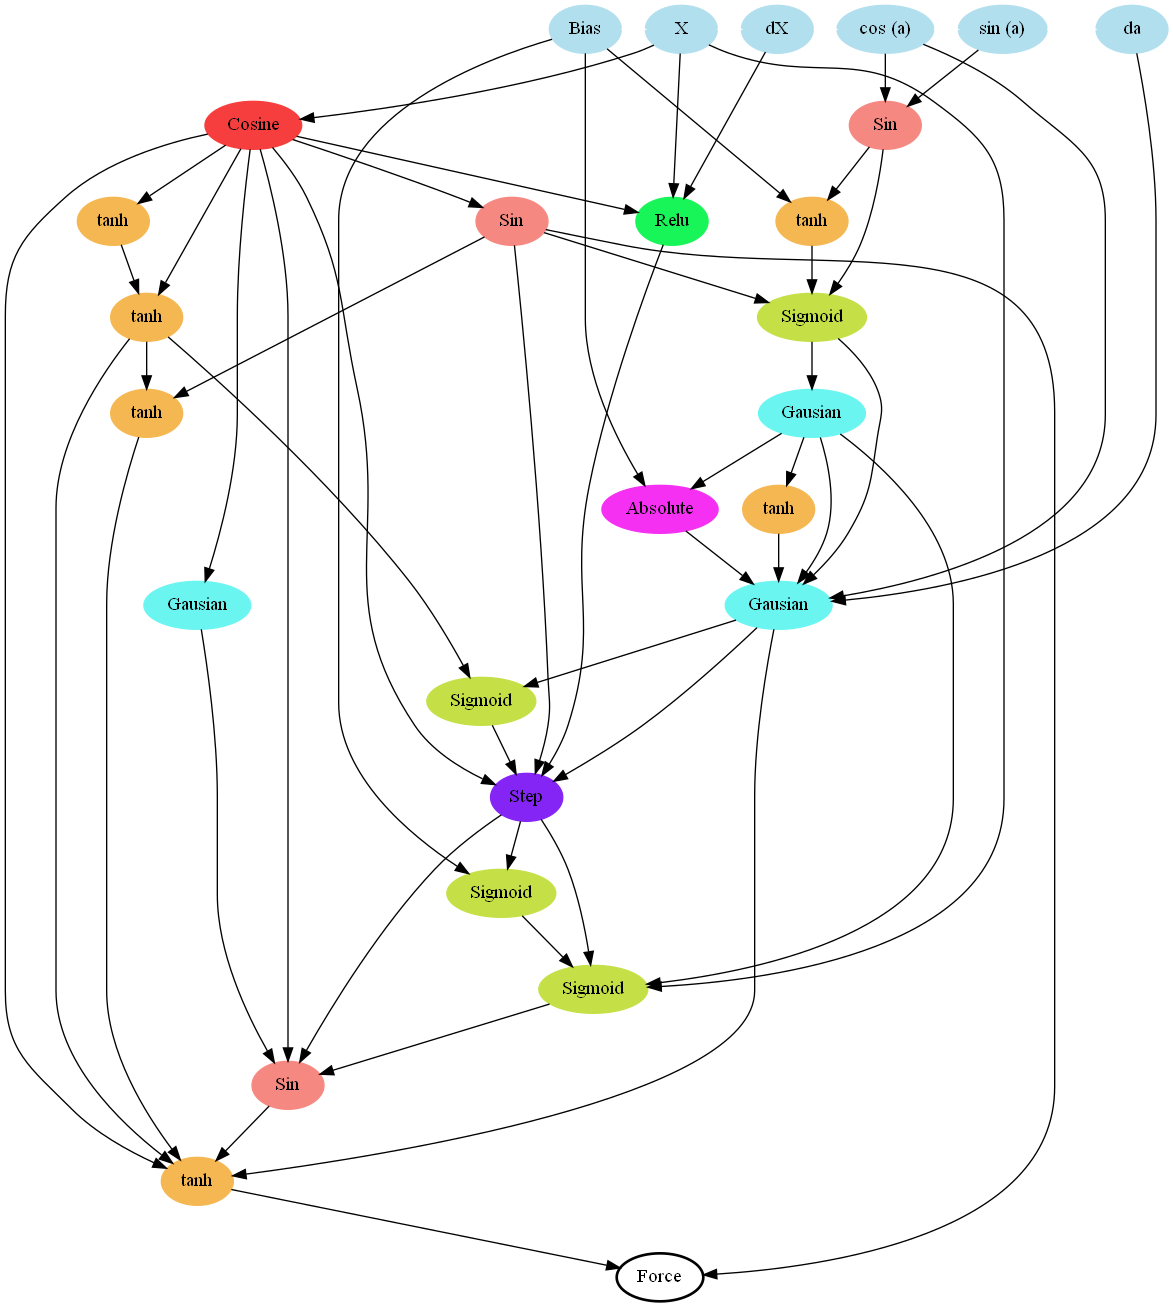 Bias
X
dX
cos (a)
sin (a)
da
Cosine
Sin
tanh
Sin
Relu
tanh
tanh
Sigmoid
tanh
Gausian
Absolute
tanh
Gausian
Gausian
Sigmoid
Step
Sigmoid
Sigmoid
Sin
tanh
Force